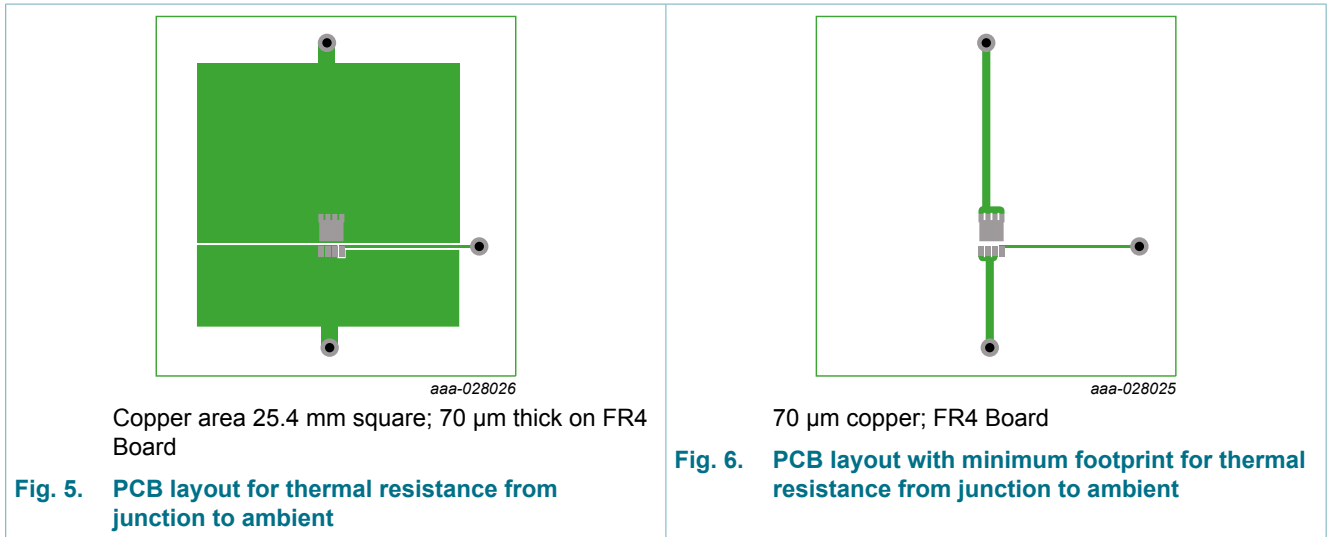 aaa-028026
Copper area 25.4 mm square; 70 µm thick on FR4
Board
Fig. 5. PCB layout for thermal resistance from
junction to ambient
aaa-028025
70 µm copper; FR4 Board
Fig. 6. PCB layout with minimum footprint for thermal
resistance from junction to ambient